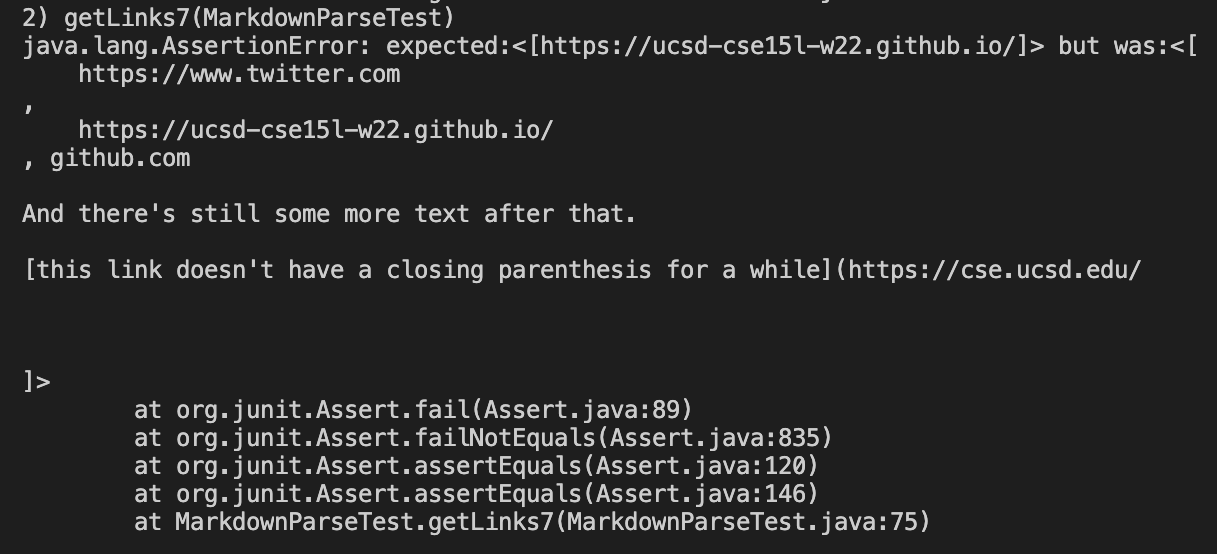 2) getLinks7(MarkdownParseTest)
java.lang.AssertionError: expected:<[https://ucsd-cse15l-w22.github.io/]> but was:<[
    https://www.twitter.com
,
    https://ucsd-cse15l-w22.github.io/
, github.com

And there's still some more text after that.

[this link doesn't have a closing parenthesis for a while](https://cse.ucsd.edu/



]>
        at org.junit.Assert.fail(Assert.java:89)
        at org.junit.Assert.failNotEquals(Assert.java:835)
        at org.junit.Assert.assertEquals(Assert.java:120)
        at org.junit.Assert.assertEquals(Assert.java:146)
        at MarkdownParseTest.getLinks7(MarkdownParseTest.java:75)